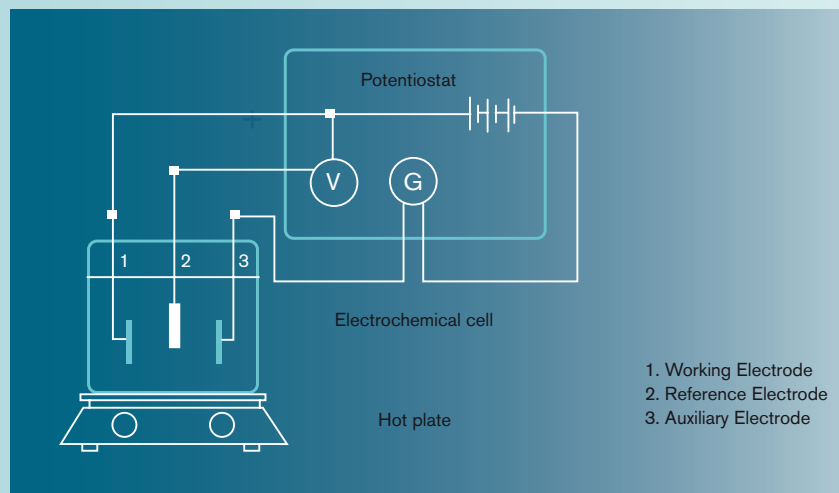 Potentiostat
+
V
G
1
2
3
Electrochemical cell
Hot plate
1. Working Electrode
2. Reference Electrode
3. Auxiliary Electrode